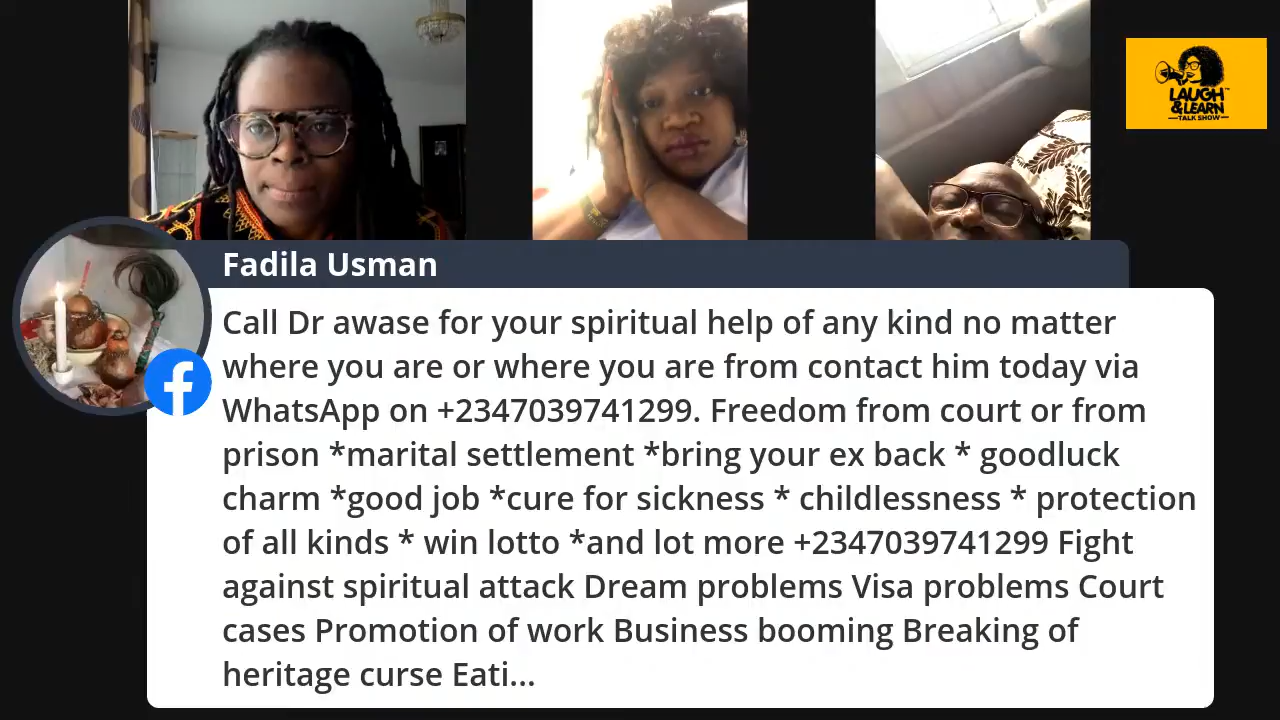 LAUGH
&LEARN
TALK SHOW
Fadila Usman
Call Dr awase for your spiritual help of any kind no matter
where you are or where you are from contact him today via
WhatsApp on +2347039741299. Freedom from court or from
prison *marital settlement *bring your ex back * goodluck
charm *good job *cure for sickness * childlessness * protection
of all kinds * win lotto *and lot more +2347039741299 Fight
against spiritual attack Dream problems Visa problems Court
cases Promotion of work Business booming Breaking of
heritage curse Eati...